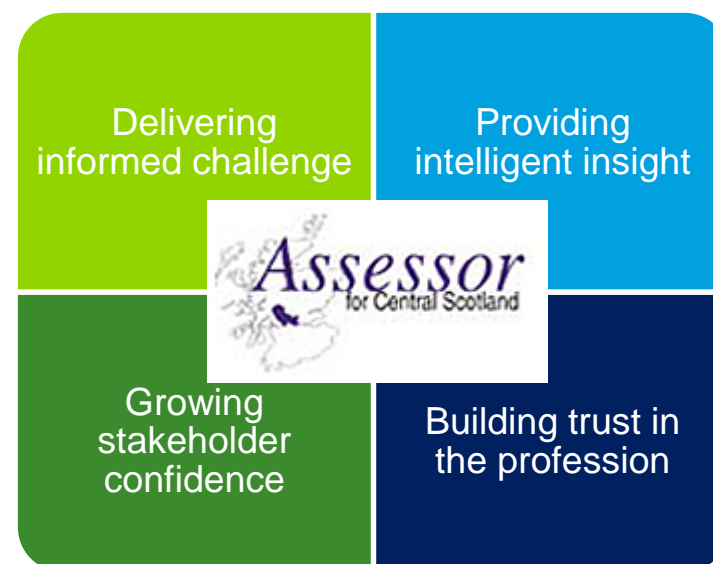 Delivering
informed challenge
Providing
intelligent insight
Assessor
for Central Scotland
Growing
stakeholder
confidence
Building trust in
the profession